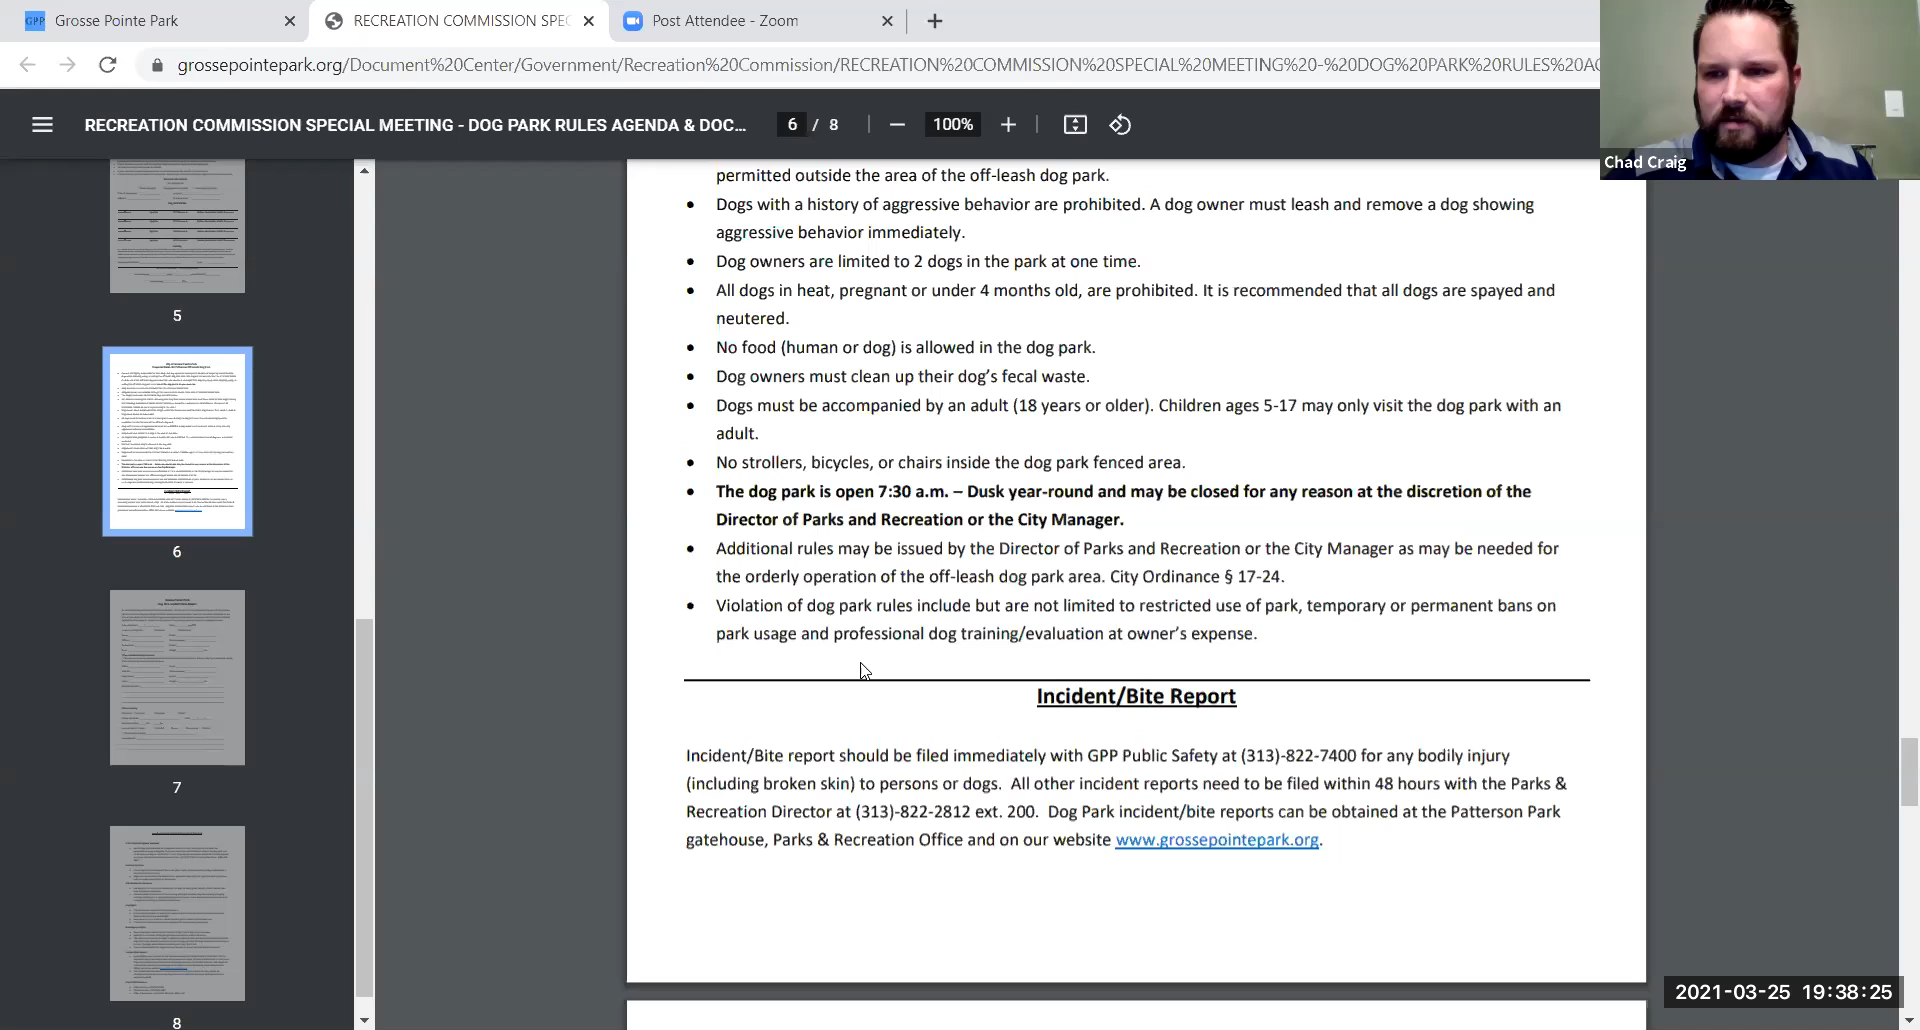 Grosse Pointe Park
RECREATION COMMISSION SPEC
Post Attendee - Zoom
grossepointepark.org/Document%20Center/Government/Recreation%20Commission/RECREATION%20COMMISSION%20SPECIAL%20MEETING%20-%20DOG%20PARK%20RULES%20AG
RECREATION COMMISSION SPECIAL MEETING - DOG PARK RULES AGENDA & DOC...
6 / 8
100%
Chad Craig
5
6
7
8
permitted outside the area of the off-leash dog park.
• Dogs with a history of aggressive behavior are prohibited. A dog owner must leash and remove a dog showing
aggressive behavior immediately.
• Dog owners are limited to 2 dogs in the park at one time.
• All dogs in heat, pregnant or under 4 months old, are prohibited. It is recommended that all dogs are spayed and
neutered.
• No food (human or dog) is allowed in the dog park.
• Dog owners must clean up their dog's fecal waste.
• Dogs must be accompanied by an adult (18 years or older). Children ages 5-17 may only visit the dog park with an
adult.
• No strollers, bicycles, or chairs inside the dog park fenced area.
• The dog park is open 7:30 a.m. – Dusk year-round and may be closed for any reason at the discretion of the
Director of Parks and Recreation or the City Manager.
• Additional rules may be issued by the Director of Parks and Recreation or the City Manager as may be needed for
the orderly operation of the off-leash dog park area. City Ordinance § 17-24.
• Violation of dog park rules include but are not limited to restricted use of park, temporary or permanent bans on
park usage and professional dog training/evaluation at owner's expense.
Incident/Bite Report
Incident/Bite report should be filed immediately with GPP Public Safety at (313)-822-7400 for any bodily injury
(including broken skin) to persons or dogs. All other incident reports need to be filed within 48 hours with the Parks &
Recreation Director at (313)-822-2812 ext. 200. Dog Park incident/bite reports can be obtained at the Patterson Park
gatehouse, Parks & Recreation Office and on our website www.grossepointepark.org.
2021-03-25 19:38:25